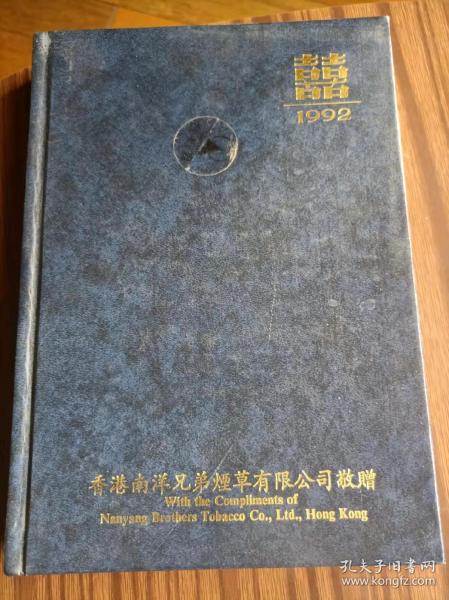 囍
1992
香港南洋兄弟煙草有限公司敬贈
With the Compliments of
Nanyang Brothers Tobacco Co., Ltd., Hong Kong
孔夫子旧书网
www.kongfz.com